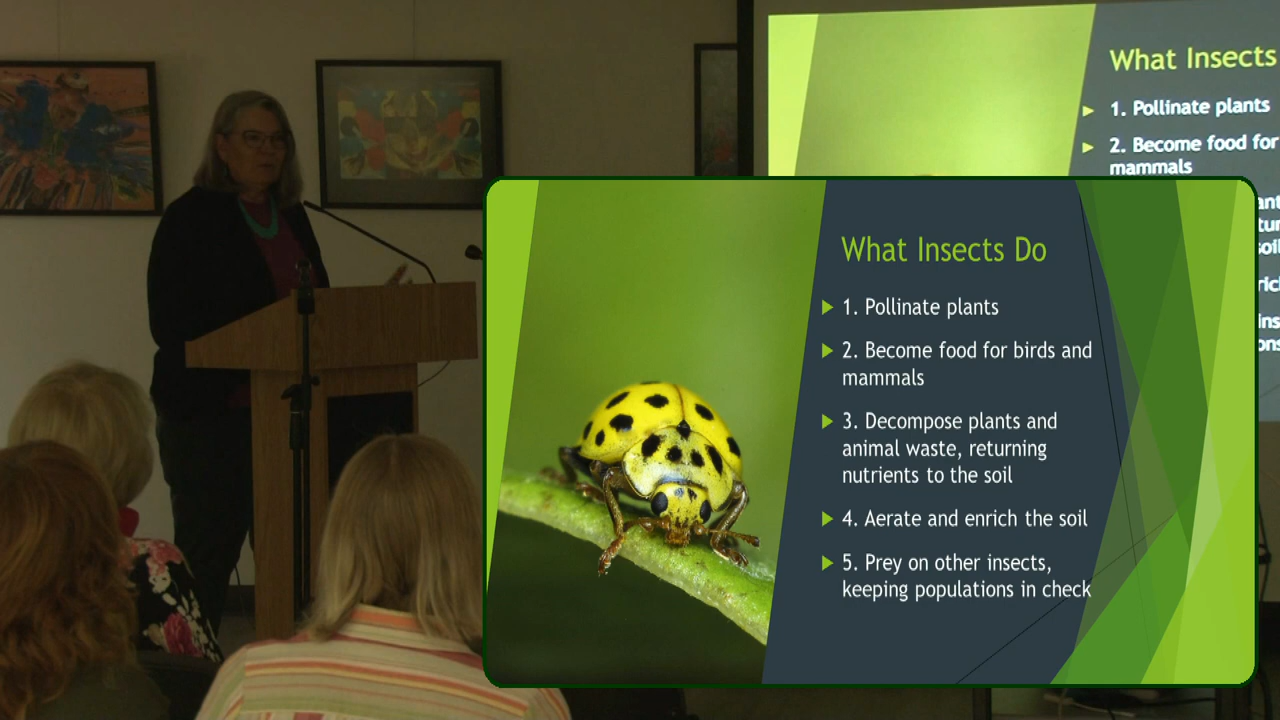 What Insects
1. Pollinate plants
2. Become food for
mammals
What Insects Do
1. Pollinate plants
2. Become food for birds and
mammals
3. Decompose plants and
animal waste, returning
nutrients to the soil
4. Aerate and enrich the soil
5. Prey on other insects,
keeping populations in check